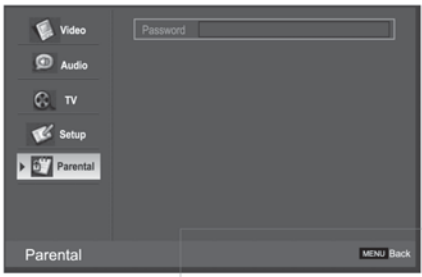 Video
Password
Audio
TV
Setup
Parental
Parental
MENU Back